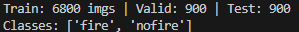 Train: 6800 imgs | Valid: 900 | Test: 900
Classes: ['fire', 'nofire']